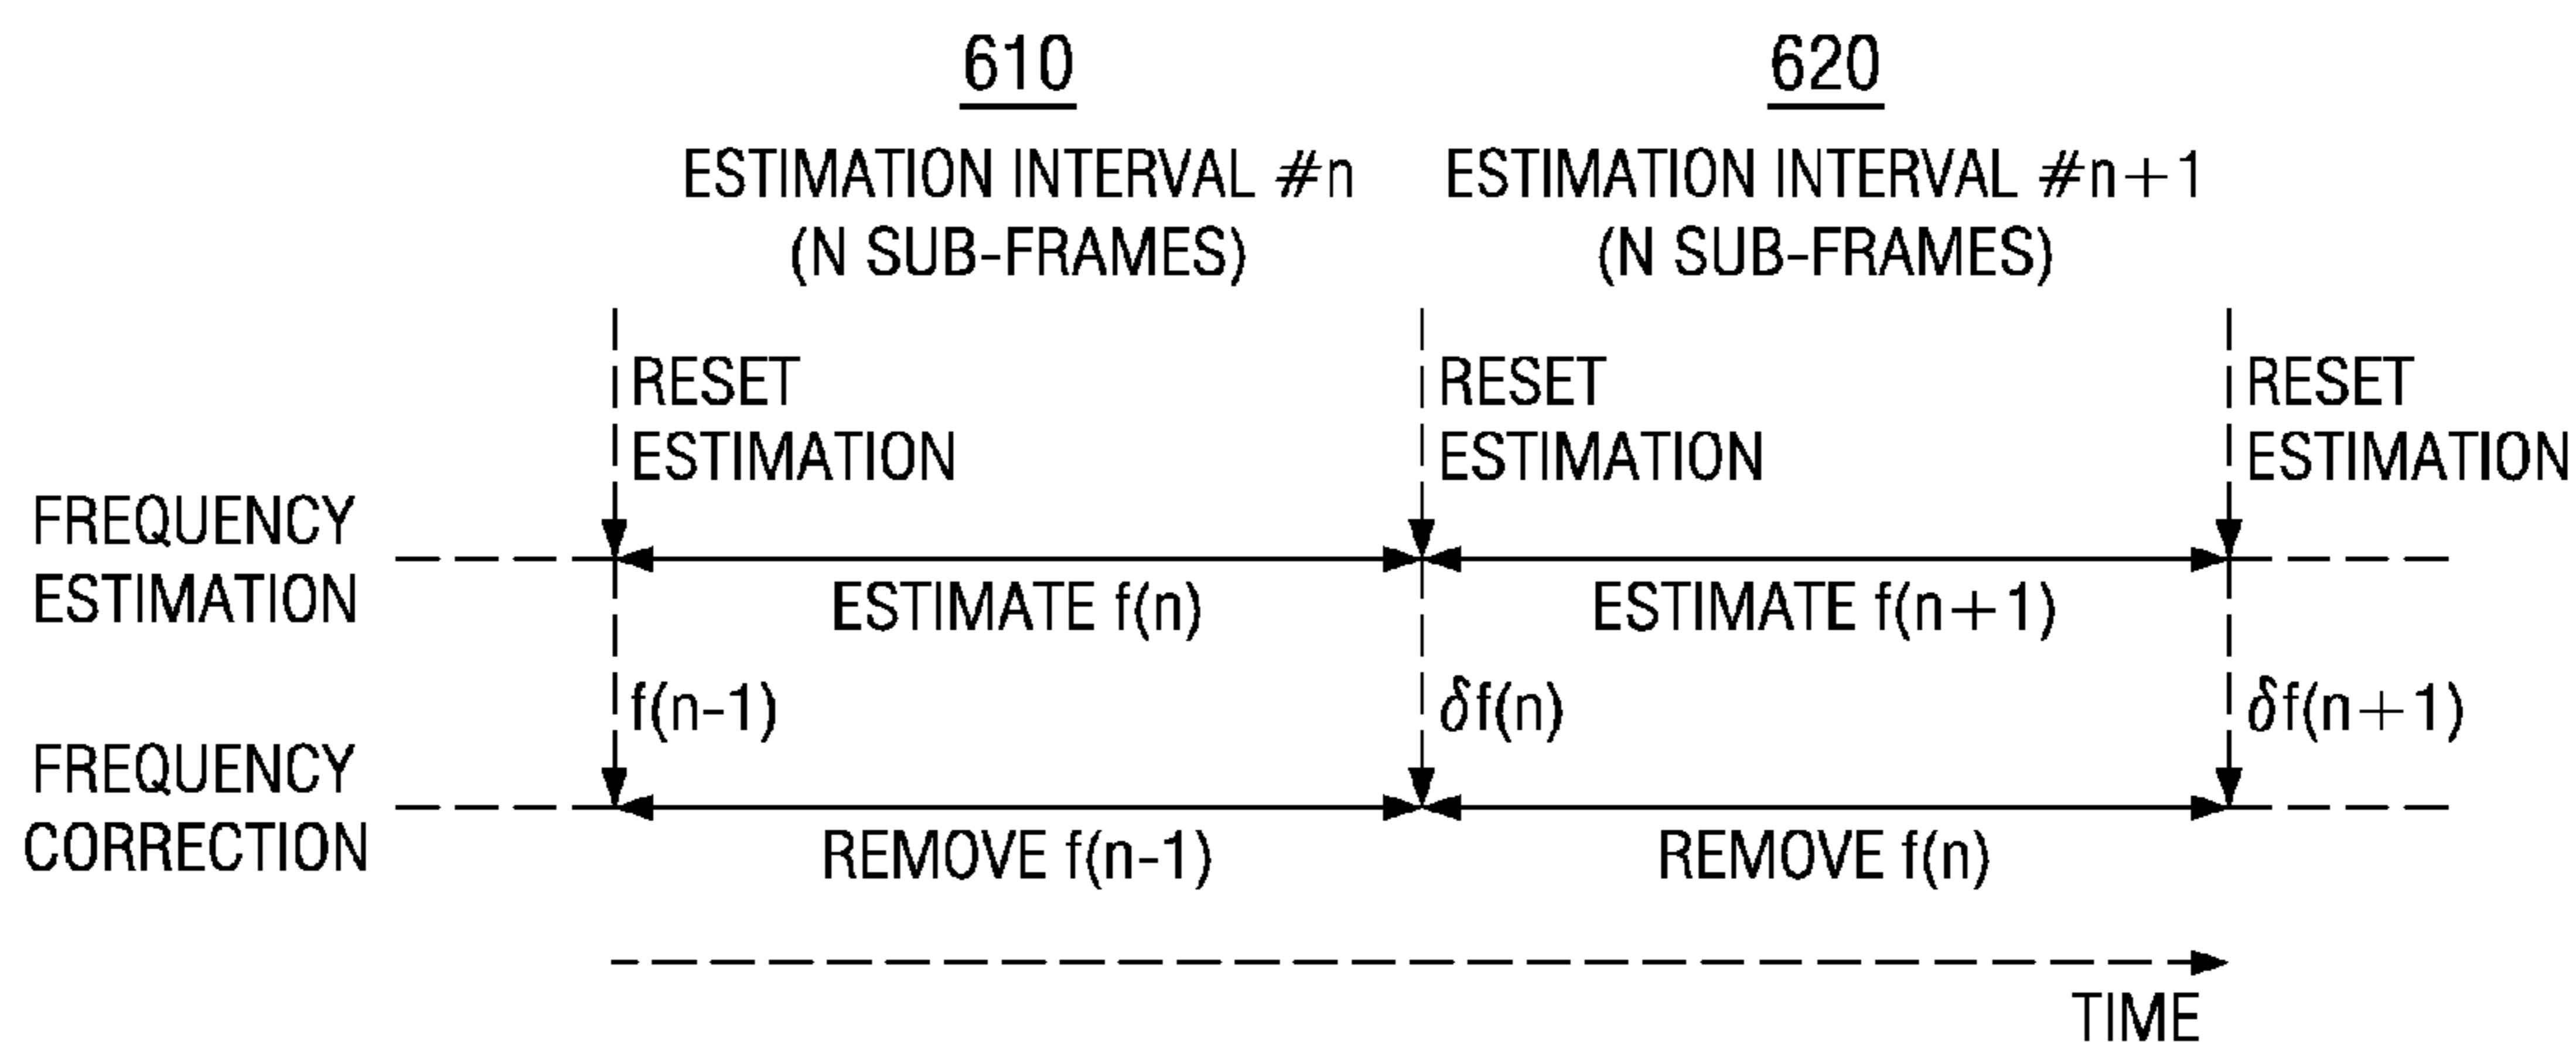 610
620
ESTIMATION INTERVAL #n
(N SUB-FRAMES)
ESTIMATION INTERVAL #n+1
(N SUB-FRAMES)
RESET
ESTIMATION
RESET
ESTIMATION
RESET
ESTIMATION
FREQUENCY
ESTIMATION
ESTIMATE f(n)
ESTIMATE f(n+1)
f(n-1)
δf(n)
δf(n+1)
FREQUENCY
CORRECTION
REMOVE f(n-1)
REMOVE f(n)
TIME